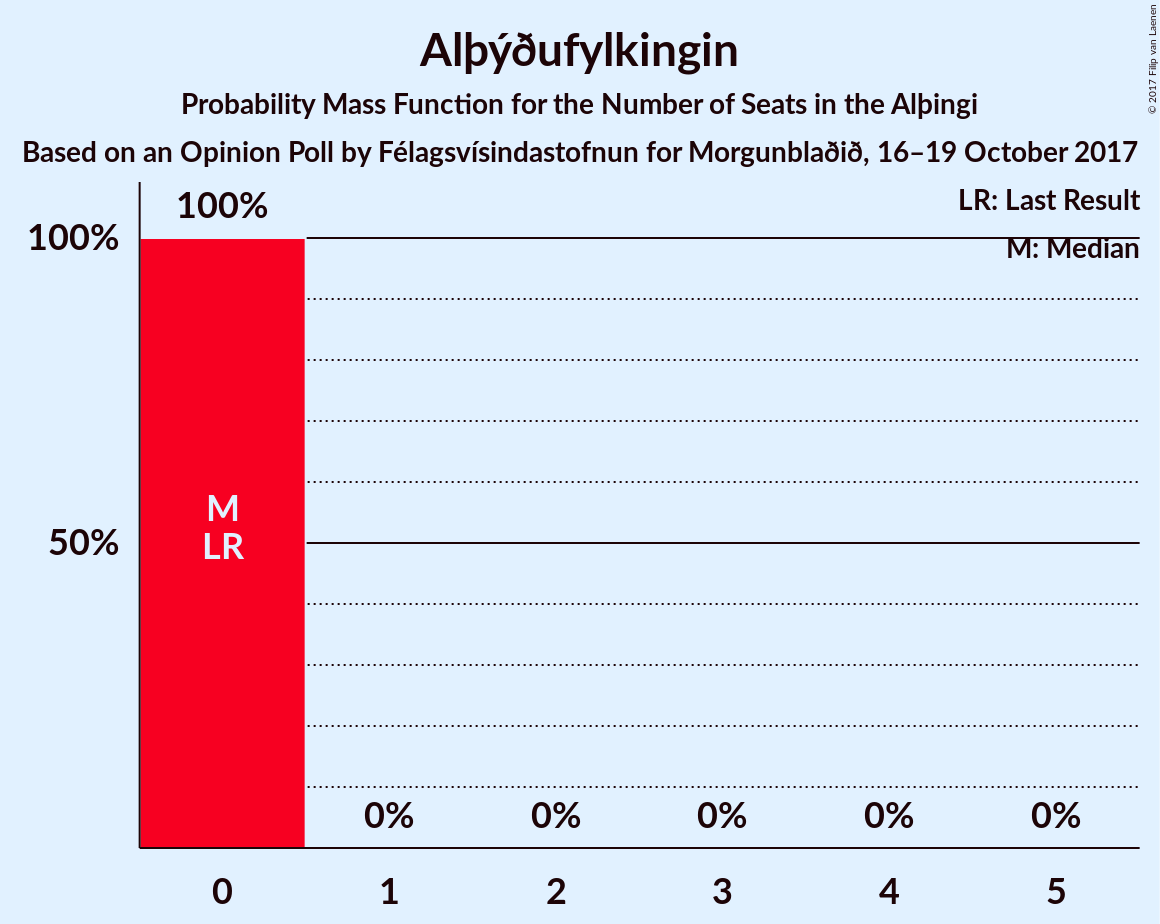 Alþýðufylkingin
Probability Mass Function for the Number of Seats in the Alþingi
Based on an Opinion Poll by Félagsvísindastofnun for Morgunblaðið, 16–19 October 2017
© 2017 Filip van Laenen
LR: Last Result
M: Median
100%
100%
50%
M
LR
0% 0% 0% 0% 0%
0 1 2 3 4 5